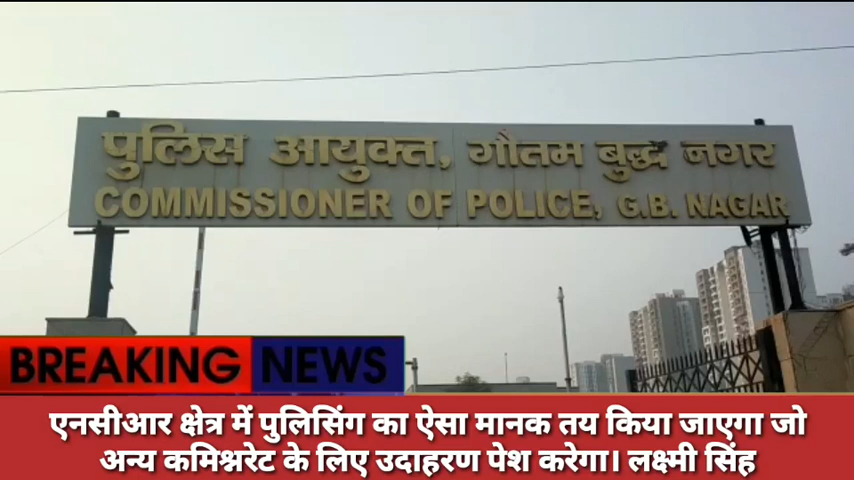 पुलिस आयुक्त, गौतम बुद्ध नगर
COMMISSIONER OF POLICE, G.B. NAGAR
BREAKING NEWS
एनसीआर क्षेत्र में पुलिसिंग का ऐसा मानक तय किया जाएगा जो
अन्य कमिश्नरेट के लिए उदाहरण पेश करेगा। लक्ष्मी सिंह